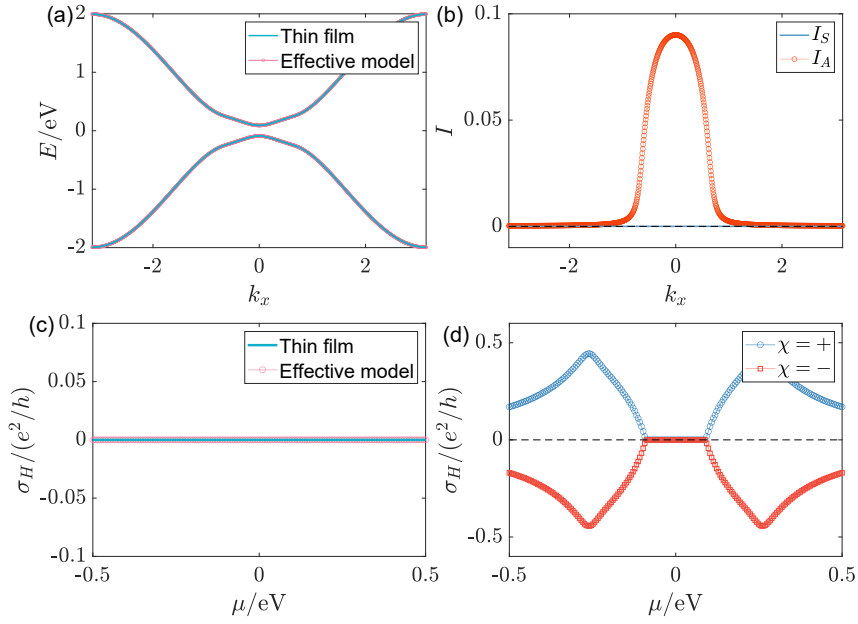 (a)
2
1
0
-1
-2
E/eV
Thin film
Effective model
-2
0
2
k_x
(b)
0.1
0.05
0
I
I_S
I_A
-2
0
2
k_x
(c)
0.1
0.05
0
-0.05
-0.1
σ_H/(e²/h)
Thin film
Effective model
-0.5
0
0.5
μ/eV
(d)
0.5
0
-0.5
σ_H/(e²/h)
χ = +
χ = −
-0.5
0
0.5
μ/eV